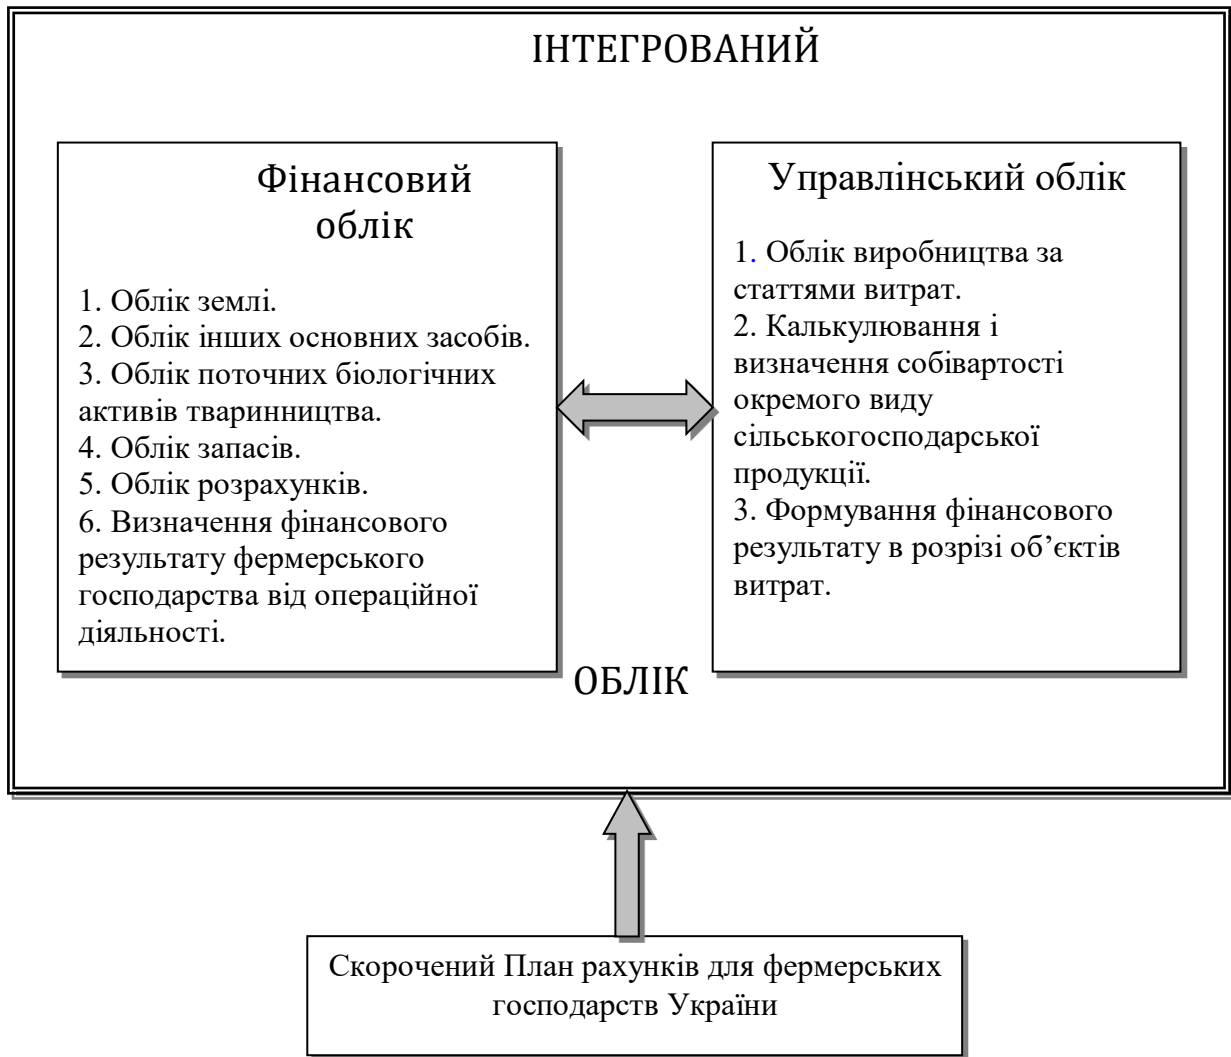 ІНТЕГРОВАНИЙ
Фінансовий
облік
1. Облік землі.
2. Облік інших основних засобів.
3. Облік поточних біологічних
активів тваринництва.
4. Облік запасів.
5. Облік розрахунків.
6. Визначення фінансового
результату фермерського
господарства від операційної
діяльності.
Управлінський облік
1. Облік виробництва за
статтями витрат.
2. Калькулювання і
визначення собівартості
окремого виду
сільськогосподарської
продукції.
3. Формування фінансового
результату в розрізі об’єктів
витрат.
ОБЛІК
Скорочений План рахунків для фермерських
господарств України